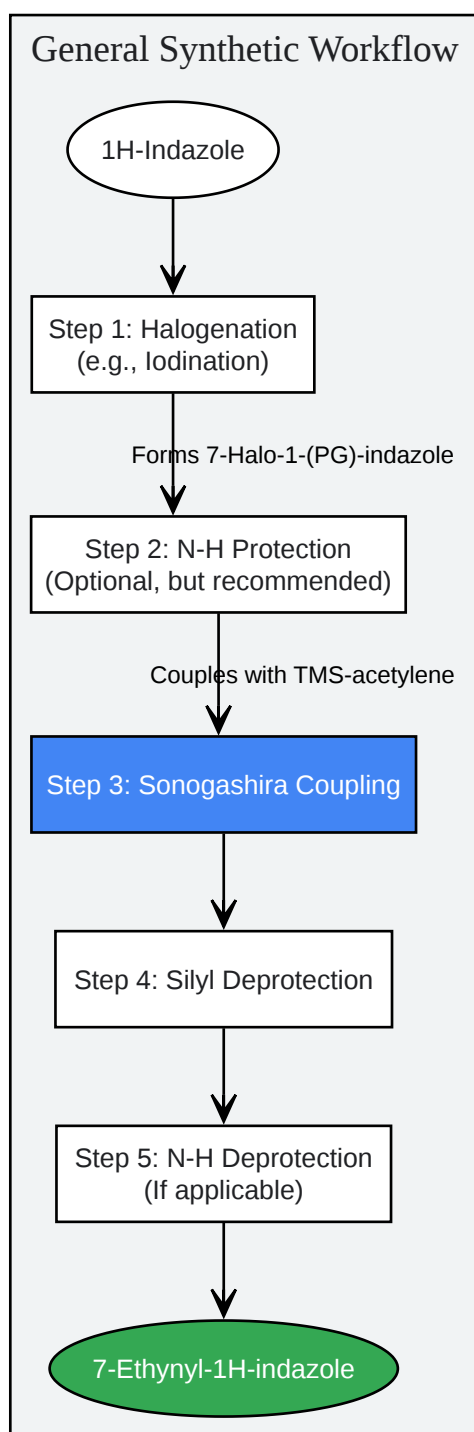 General Synthetic Workflow
1H-Indazole
Step 1: Halogenation
(e.g., Iodination)
Forms 7-Halo-1-(PG)-indazole
Step 2: N-H Protection
(Optional, but recommended)
Couples with TMS-acetylene
Step 3: Sonogashira Coupling
Step 4: Silyl Deprotection
Step 5: N-H Deprotection
(If applicable)
7-Ethynyl-1H-indazole